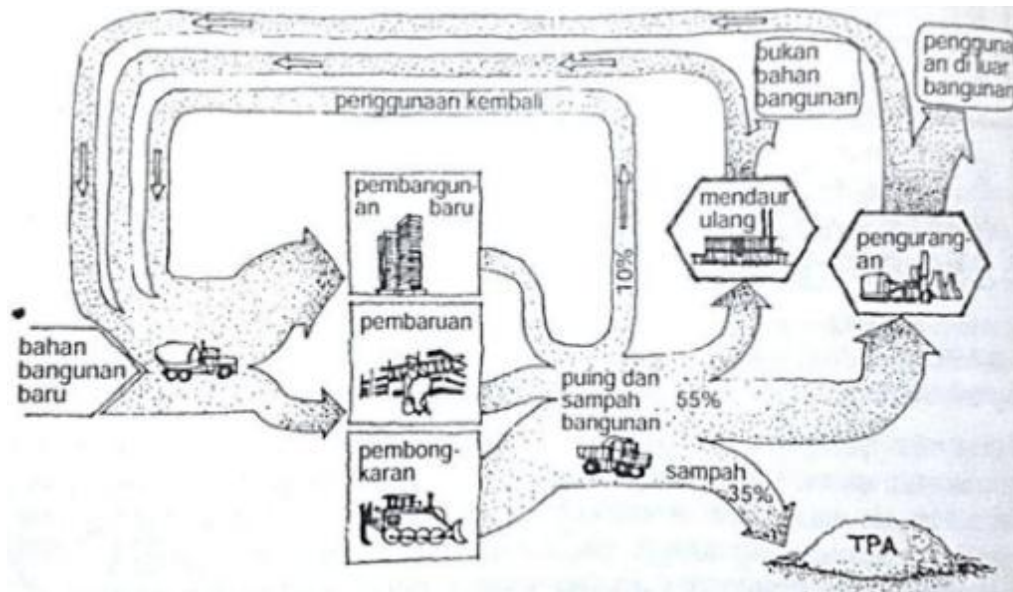 bukan
bahan
bangunan
pengguna
an di luar
bangunan
penggunaan kembali
pembangun-
an baru
mendaur
ulang
pengurang-
an
10%
bahan
bangunan
baru
pembaruan
puing dan
sampah
bangunan
55%
pembong-
karan
sampah
35%
TPA